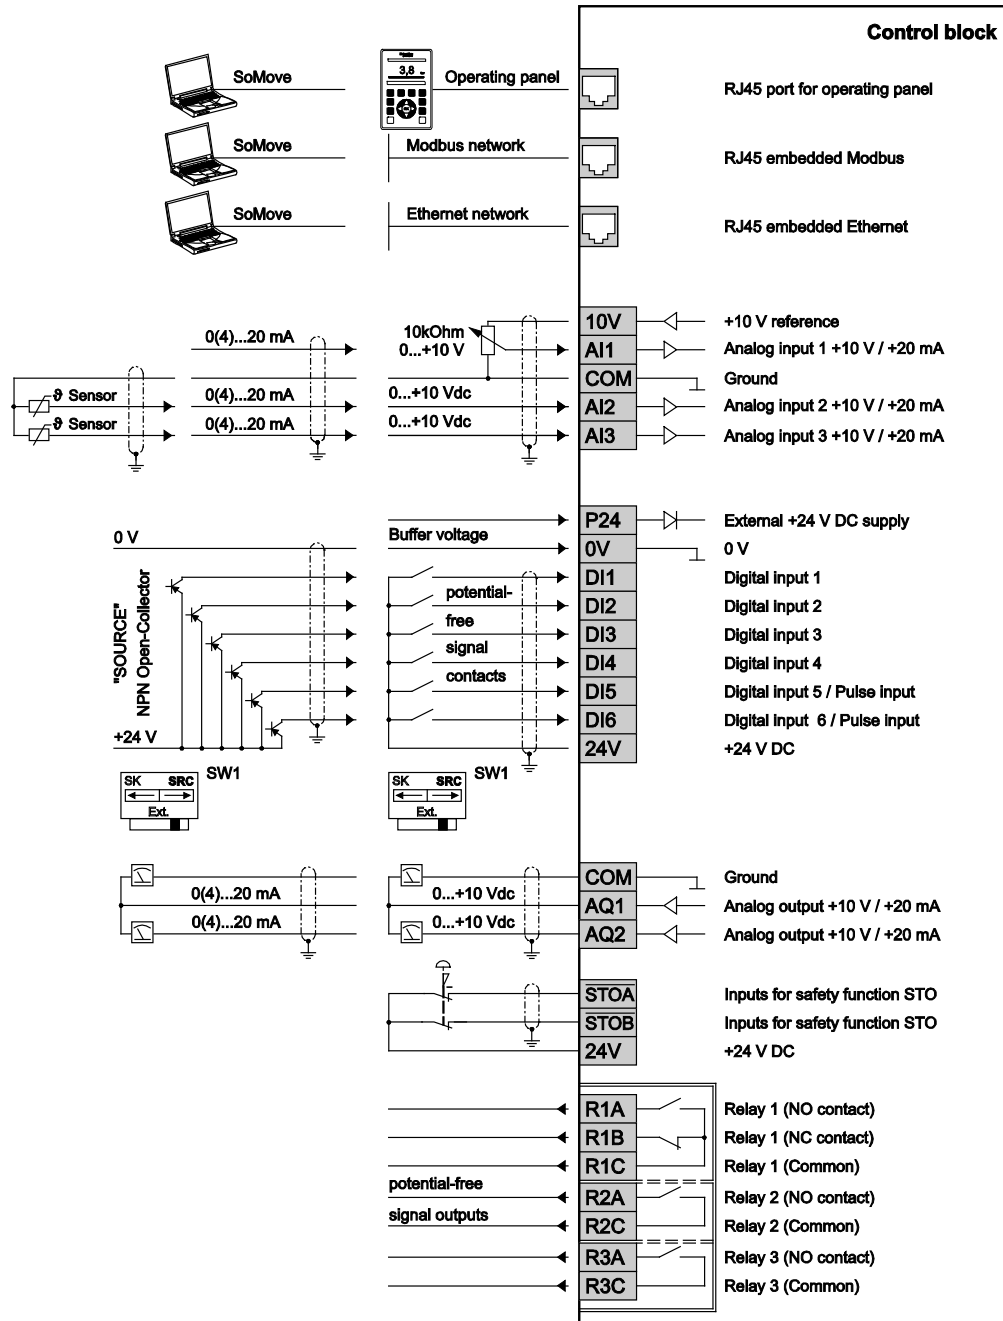 Control block
SoMove
3,8
Operating panel
RJ45 port for operating panel
SoMove
Modbus network
RJ45 embedded Modbus
SoMove
Ethernet network
RJ45 embedded Ethernet
10V
+10 V reference
0(4)...20 mA
10kOhm
0...+10 V
AI1
Analog input 1 +10 V / +20 mA
COM
Ground
ϑ Sensor
0(4)...20 mA
0...+10 Vdc
AI2
Analog input 2 +10 V / +20 mA
ϑ Sensor
0(4)...20 mA
0...+10 Vdc
AI3
Analog input 3 +10 V / +20 mA
P24
External +24 V DC supply
0 V
Buffer voltage
0V
0 V
"SOURCE"
NPN Open-Collector
DI1
Digital input 1
potential-
DI2
Digital input 2
free
DI3
Digital input 3
signal
DI4
Digital input 4
contacts
DI5
Digital input 5 / Pulse input
DI6
Digital input 6 / Pulse input
+24 V
24V
+24 V DC
SK SRC
Ext.
SW1
SK SRC
Ext.
SW1
COM
Ground
0(4)...20 mA
0...+10 Vdc
AQ1
Analog output +10 V / +20 mA
0(4)...20 mA
0...+10 Vdc
AQ2
Analog output +10 V / +20 mA
STOA
Inputs for safety function STO
STOB
Inputs for safety function STO
24V
+24 V DC
R1A
Relay 1 (NO contact)
R1B
Relay 1 (NC contact)
R1C
Relay 1 (Common)
potential-free
R2A
Relay 2 (NO contact)
signal outputs
R2C
Relay 2 (Common)
R3A
Relay 3 (NO contact)
R3C
Relay 3 (Common)